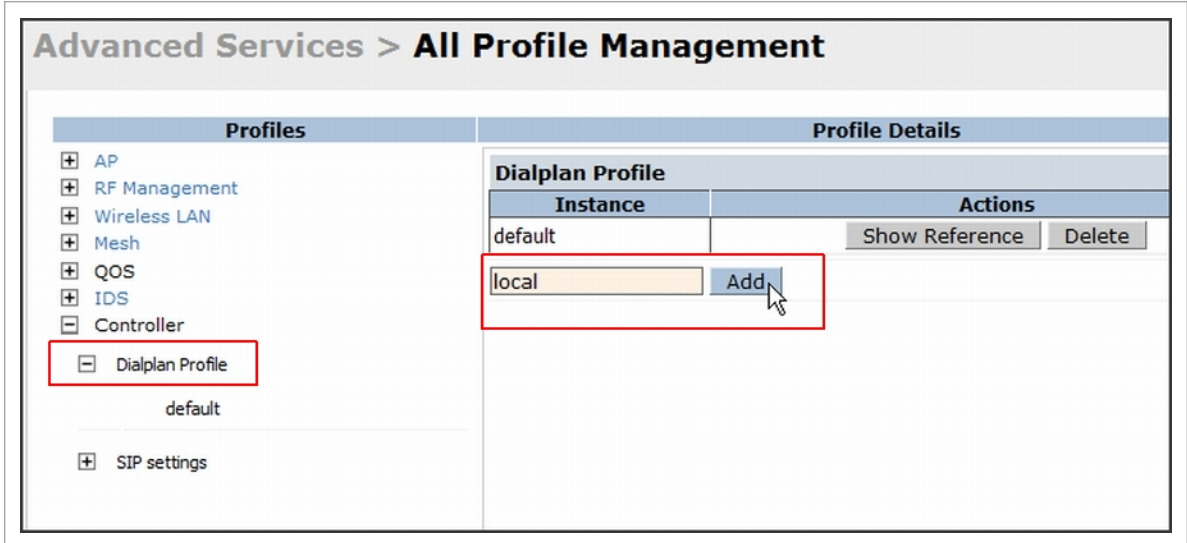 Advanced Services > All Profile Management
Profiles
AP
RF Management
Wireless LAN
Mesh
QOS
IDS
Controller
Dialplan Profile
default
SIP settings
Profile Details
Dialplan Profile
Instance Actions
default Show Reference Delete
local Add